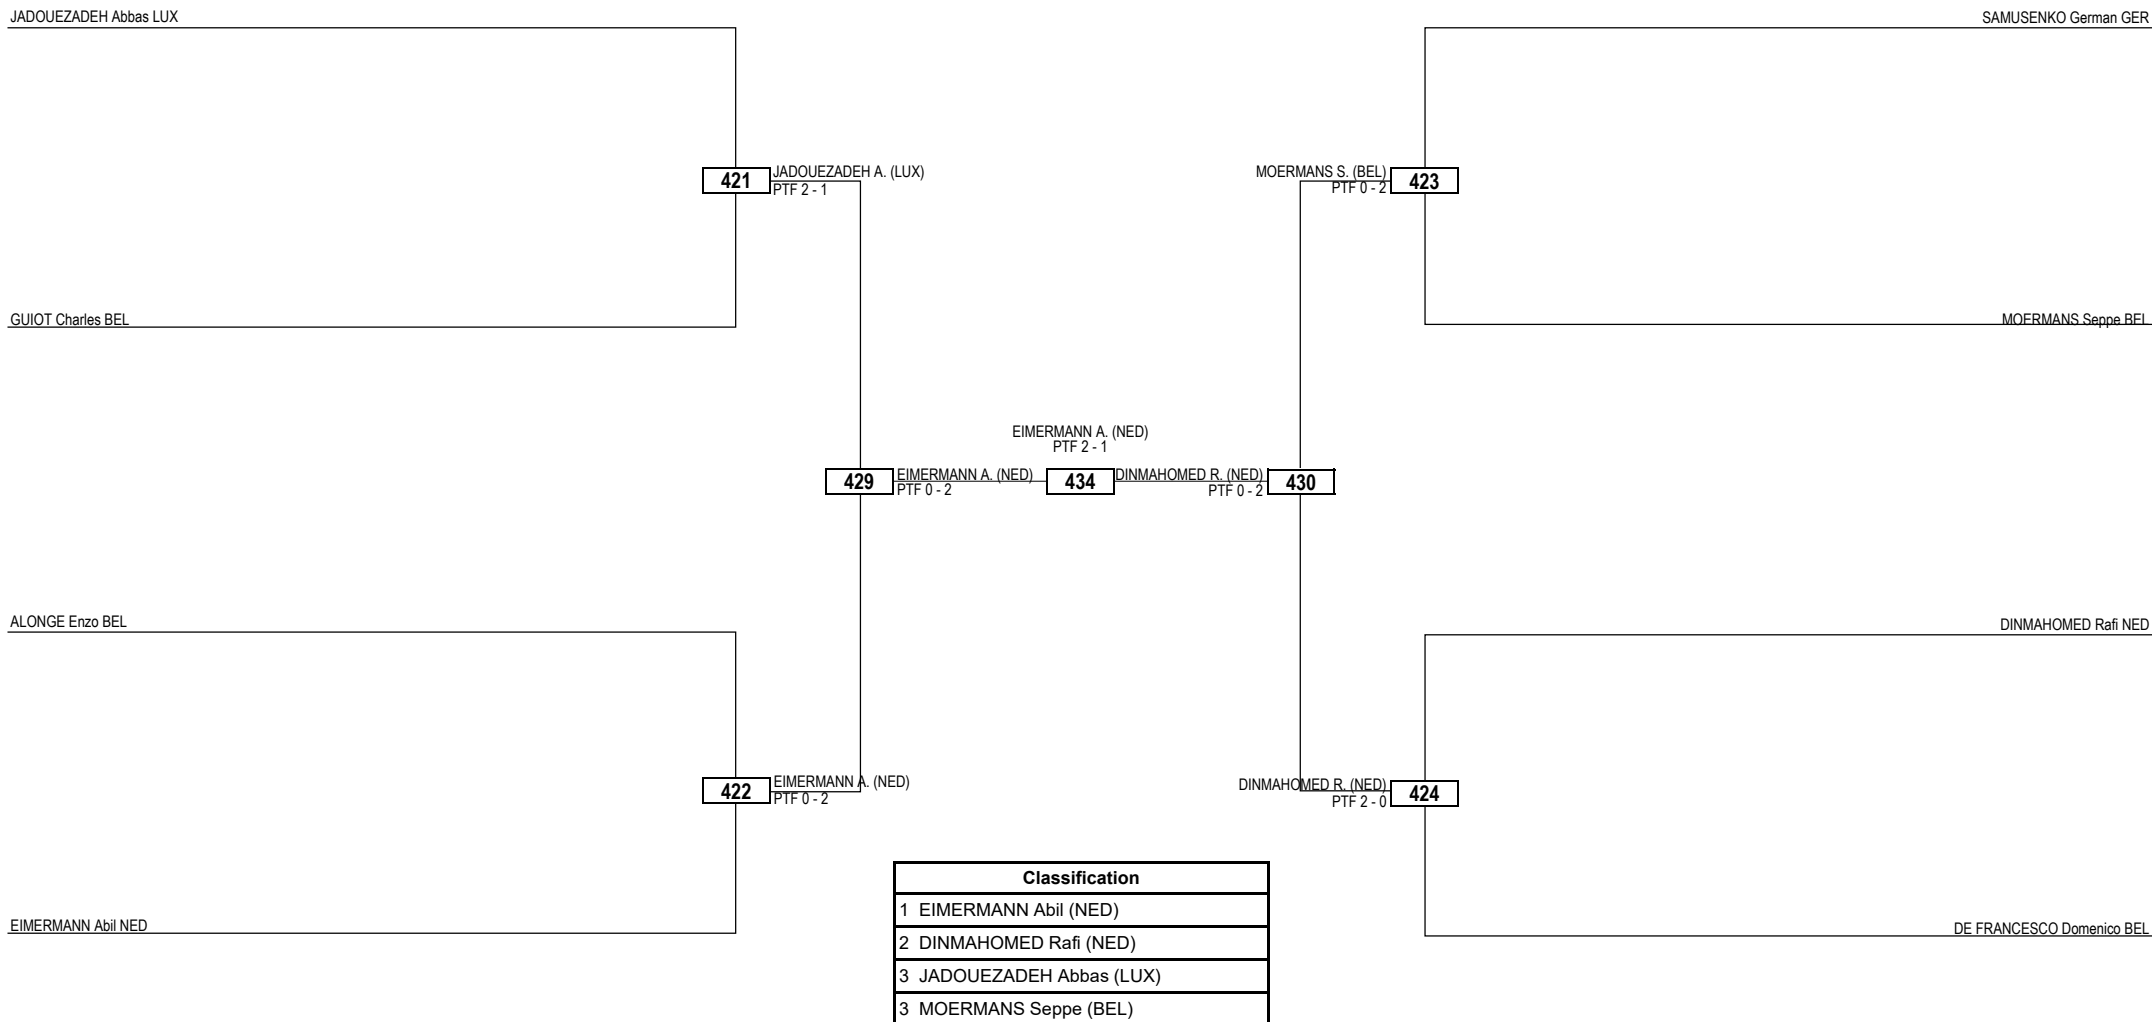 JADOUEZADEH Abbas LUX
SAMUSENKO German GER
421
JADOUEZADEH A. (LUX)
PTF 2 - 1
MOERMANS S. (BEL)
PTF 0 - 2
423
GUIOT Charles BEL
MOERMANS Seppe BEL
EIMERMANN A. (NED)
PTF 2 - 1
429
EIMERMANN A. (NED)
PTF 0 - 2
434
DINMAHOMED R. (NED)
PTF 0 - 2
430
ALONGE Enzo BEL
DINMAHOMED Rafi NED
422
EIMERMANN A. (NED)
PTF 0 - 2
DINMAHOMED R. (NED)
PTF 2 - 0
424
EIMERMANN Abil NED
DE FRANCESCO Domenico BEL
Classification
1 EIMERMANN Abil (NED)
2 DINMAHOMED Rafi (NED)
3 JADOUEZADEH Abbas (LUX)
3 MOERMANS Seppe (BEL)